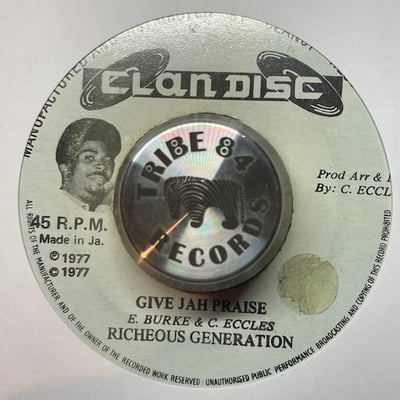 CLAN DISC
TRIBE 84
RECORDS
Prod Arr &
By: C. ECCL
45 R.P.M.
Made in Ja.
℗ 1977
© 1977
GIVE JAH PRAISE
E. BURKE & C. ECCLES
RICHEOUS GENERATION
ALL RIGHTS OF THE MANUFACTURER AND OF THE OWNER OF THE RECORDED WORK RESERVED · UNAUTHORISED PUBLIC PERFORMANCE BROADCASTING AND COPYING OF THIS RECORD PROHIBITED